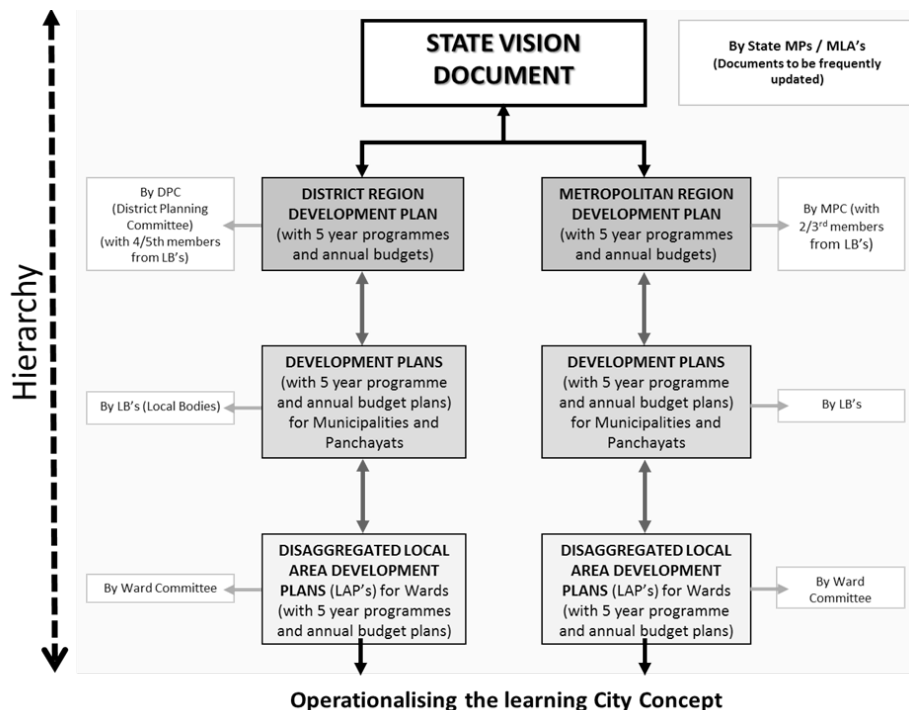 STATE VISION
DOCUMENT
By State MPs / MLA's
(Documents to be frequently
updated)
Hierarchy
By DPC
(District Planning
Committee)
(with 4/5th members
from LB's)
DISTRICT REGION
DEVELOPMENT PLAN
(with 5 year programmes
and annual budgets)
METROPOLITAN REGION
DEVELOPMENT PLAN
(with 5 year programmes
and annual budgets)
By MPC (with
2/3rd members
from LB's)
By LB's (Local Bodies)
DEVELOPMENT PLANS
(with 5 year programme
and annual budget plans)
for Municipalities and
Panchayats
DEVELOPMENT PLANS
(with 5 year programme
and annual budget plans)
for Municipalities and
Panchayats
By LB's
By Ward Committee
DISAGGREGATED LOCAL
AREA DEVELOPMENT
PLANS (LAP's) for Wards
(with 5 year programmes
and annual budget plans)
DISAGGREGATED LOCAL
AREA DEVELOPMENT
PLANS (LAP's) for Wards
(with 5 year programme
and annual budget plans)
By Ward
Committee
Operationalising the learning City Concept